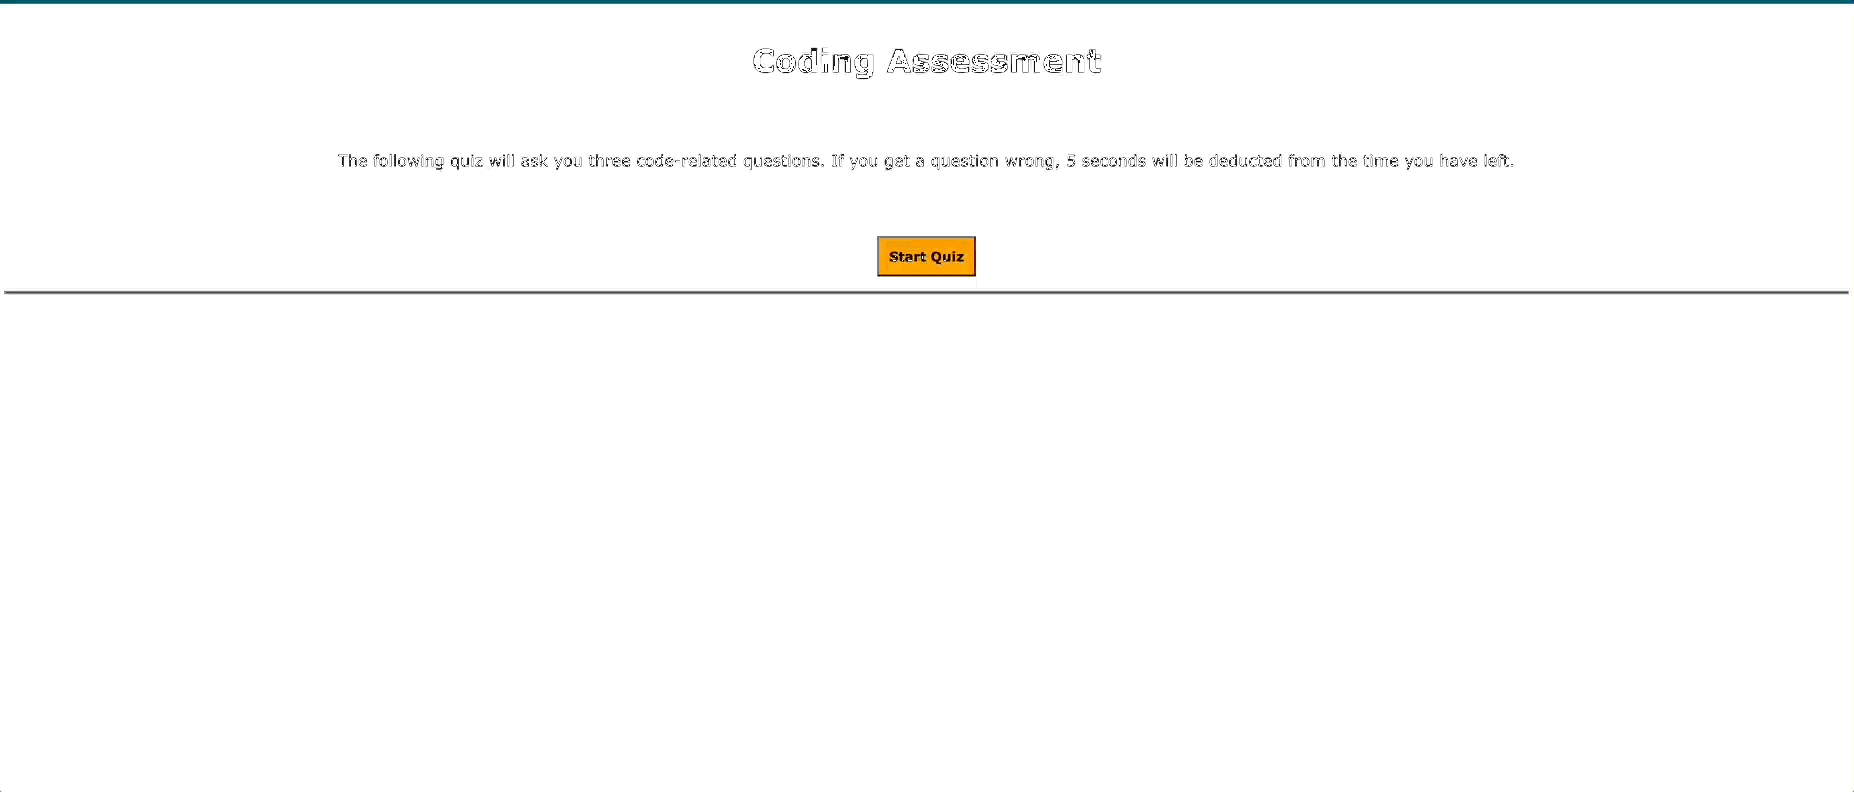 Coding Assessment
The following quiz will ask you three code-related questions. If you get a question wrong, 5 seconds will be deducted from the time you have left.
Start Quiz